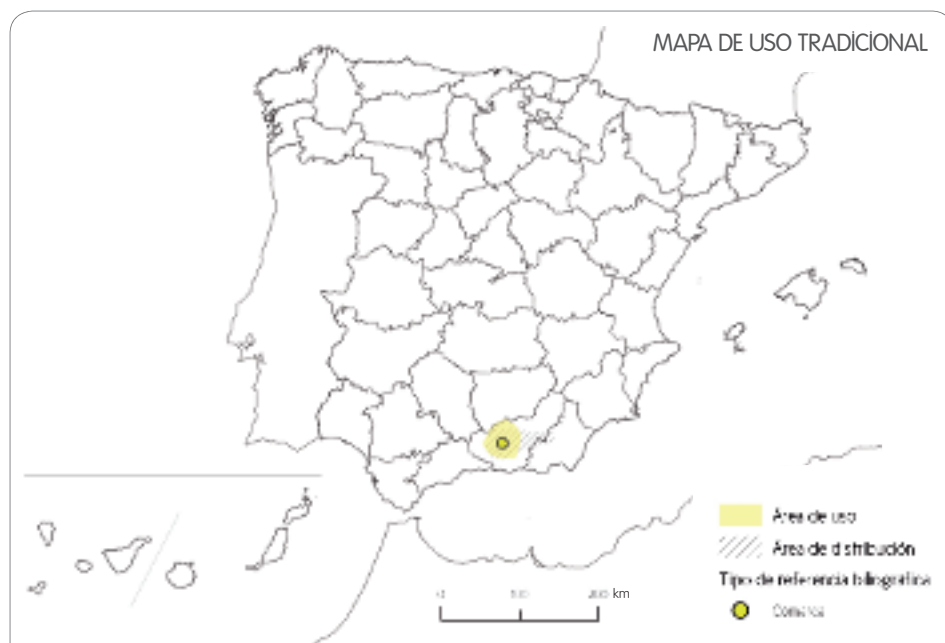 MAPA DE USO TRADICIONAL
Área de uso
Área de distribución
Tipo de referencia bibliográfica
Comarca
0 100 200 km